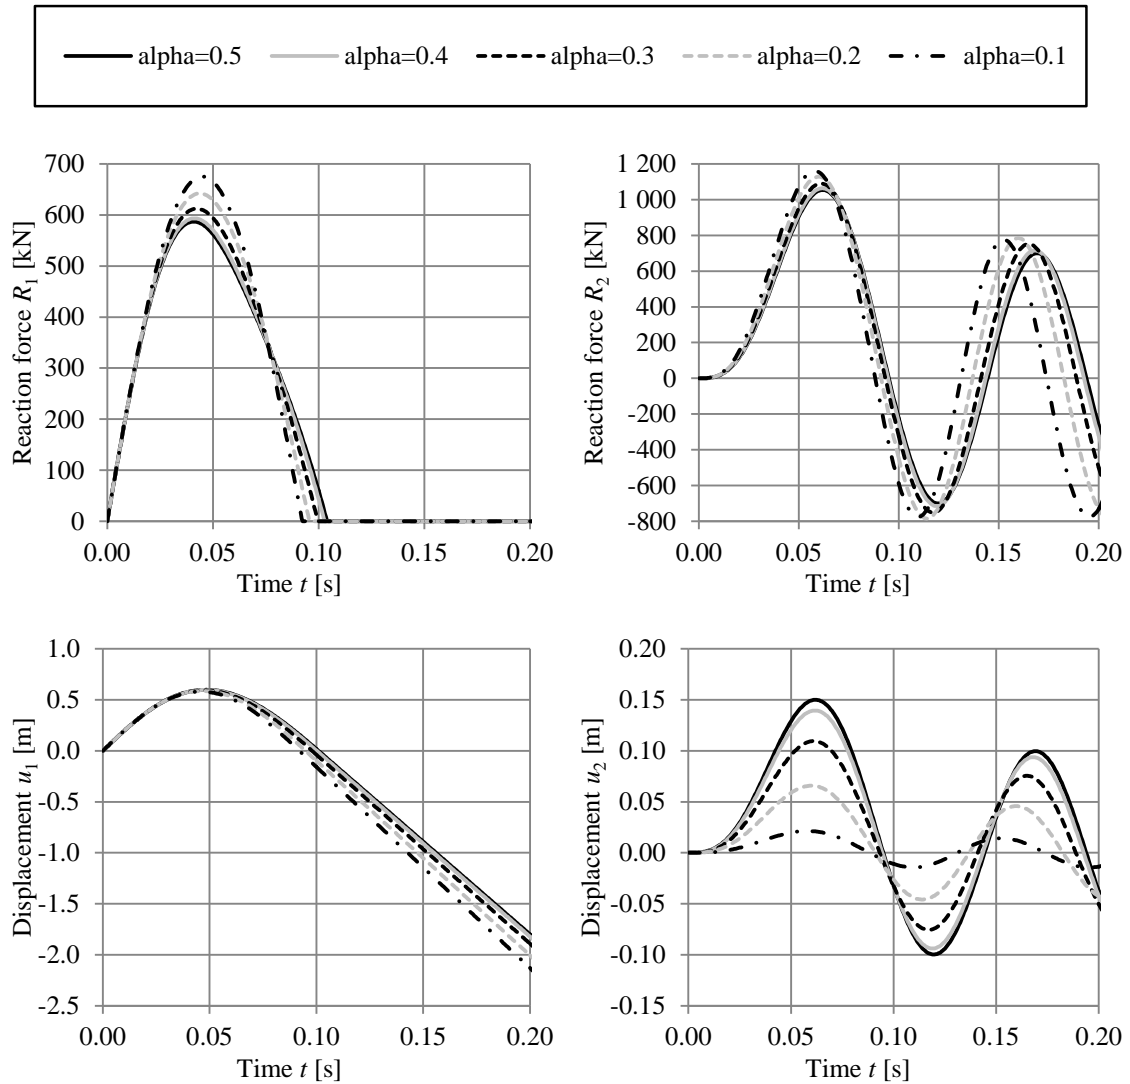 alpha=0.5 alpha=0.4 alpha=0.3 alpha=0.2 alpha=0.1
Reaction force R1 [kN]
700
600
500
400
300
200
100
0
0.00 0.05 0.10 0.15 0.20
Time t [s]
Reaction force R2 [kN]
1 200
1 000
800
600
400
200
0
-200
-400
-600
-800
0.00 0.05 0.10 0.15 0.20
Time t [s]
Displacement u1 [m]
1.0
0.5
0.0
-0.5
-1.0
-1.5
-2.0
-2.5
0.00 0.05 0.10 0.15 0.20
Time t [s]
Displacement u2 [m]
0.20
0.15
0.10
0.05
0.00
-0.05
-0.10
-0.15
0.00 0.05 0.10 0.15 0.20
Time t [s]